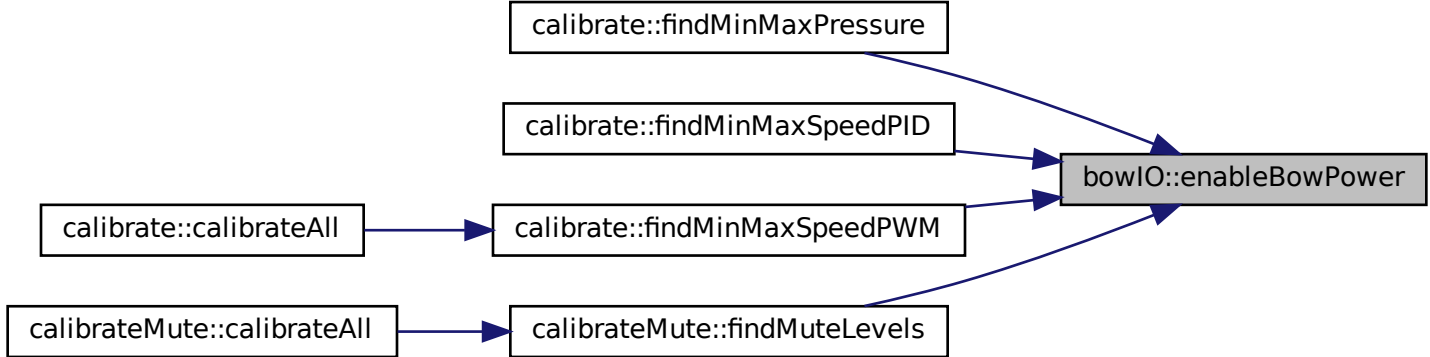 calibrate::findMinMaxPressure
calibrate::findMinMaxSpeedPID
bowIO::enableBowPower
calibrate::calibrateAll
calibrate::findMinMaxSpeedPWM
calibrateMute::calibrateAll
calibrateMute::findMuteLevels